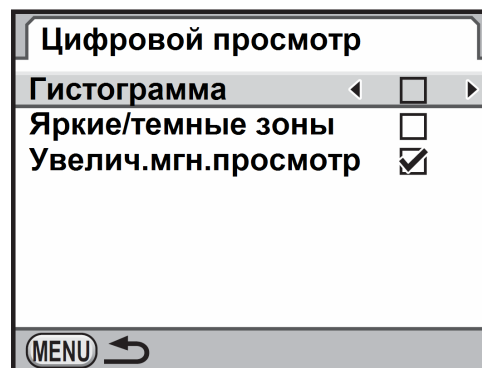 Цифровой просмотр
Гистограмма
Яркие/темные зоны
Увелич.мгн.просмотр
MENU